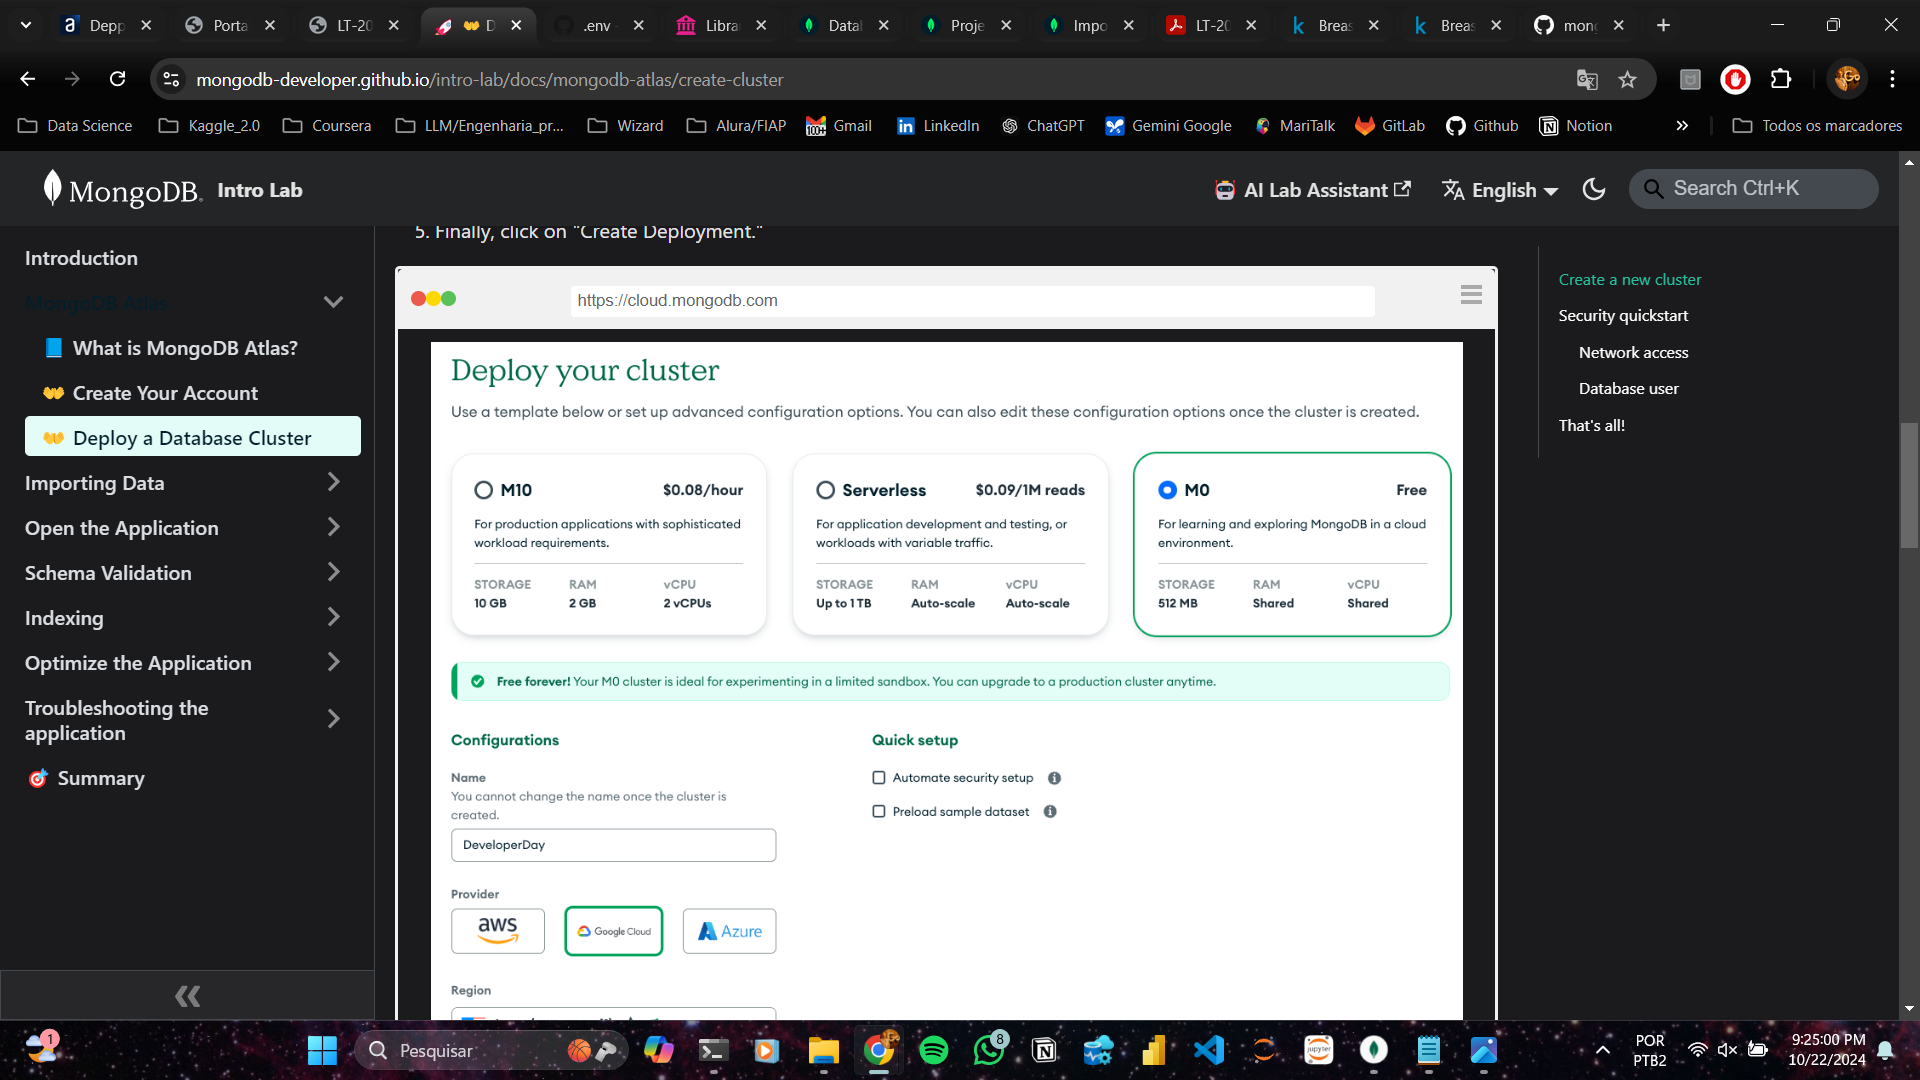 Depp
Porta
LT-20
D
.env
Libra
Datal
Proje
Impo
LT-20
Breas
Breas
mong
mongodb-developer.github.io/intro-lab/docs/mongodb-atlas/create-cluster
Data Science
Kaggle_2.0
Coursera
LLM/Engenharia_pr...
Wizard
Alura/FIAP
100+
Gmail
LinkedIn
ChatGPT
Gemini Google
MariTalk
GitLab
Github
Notion
Todos os marcadores
MongoDB. Intro Lab
AI Lab Assistant
English
Search Ctrl+K
Introduction
MongoDB Atlas
What is MongoDB Atlas?
Create Your Account
Deploy a Database Cluster
Importing Data
Open the Application
Schema Validation
Indexing
Optimize the Application
Troubleshooting the
application
Summary
5. Finally, click on "Create Deployment."
https://cloud.mongodb.com
Deploy your cluster
Use a template below or set up advanced configuration options. You can also edit these configuration options once the cluster is created.
M10 $0.08/hour
For production applications with sophisticated
workload requirements.
STORAGE RAM vCPU
10 GB 2 GB 2 vCPUs
Serverless $0.09/1M reads
For application development and testing, or
workloads with variable traffic.
STORAGE RAM vCPU
Up to 1 TB Auto-scale Auto-scale
M0 Free
For learning and exploring MongoDB in a cloud
environment.
STORAGE RAM vCPU
512 MB Shared Shared
Free forever! Your M0 cluster is ideal for experimenting in a limited sandbox. You can upgrade to a production cluster anytime.
Configurations
Name
You cannot change the name once the cluster is
created.
DeveloperDay
Provider
aws
Google Cloud
Azure
Region
Quick setup
Automate security setup
Preload sample dataset
Create a new cluster
Security quickstart
Network access
Database user
That's all!
1
Pesquisar
8
jupyter
POR
PTB2
9:25:00 PM
10/22/2024